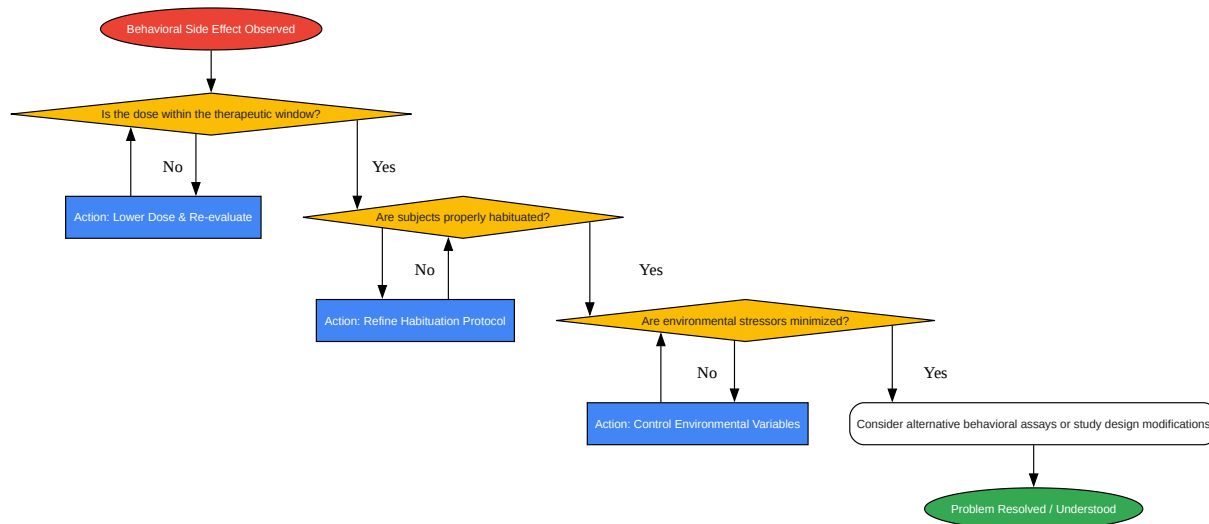 Behavioral Side Effect Observed
Is the dose within the therapeutic window?
No
Yes
Action: Lower Dose & Re-evaluate
Are subjects properly habituated?
No
Yes
Action: Refine Habituation Protocol
Are environmental stressors minimized?
No
Yes
Action: Control Environmental Variables
Consider alternative behavioral assays or study design modifications
Problem Resolved / Understood